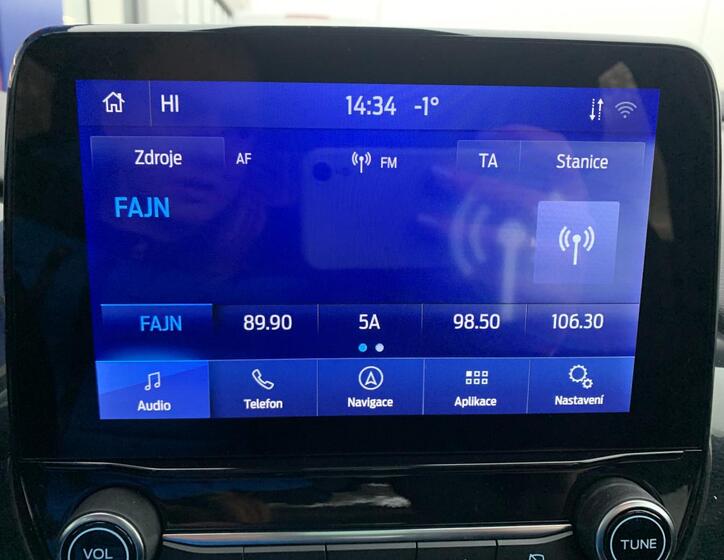 HI 14:34 -1°
Zdroje AF FM TA Stanice
FAJN
FAJN 89.90 5A 98.50 106.30
Audio Telefon Navigace Aplikace Nastavení
VOL TUNE